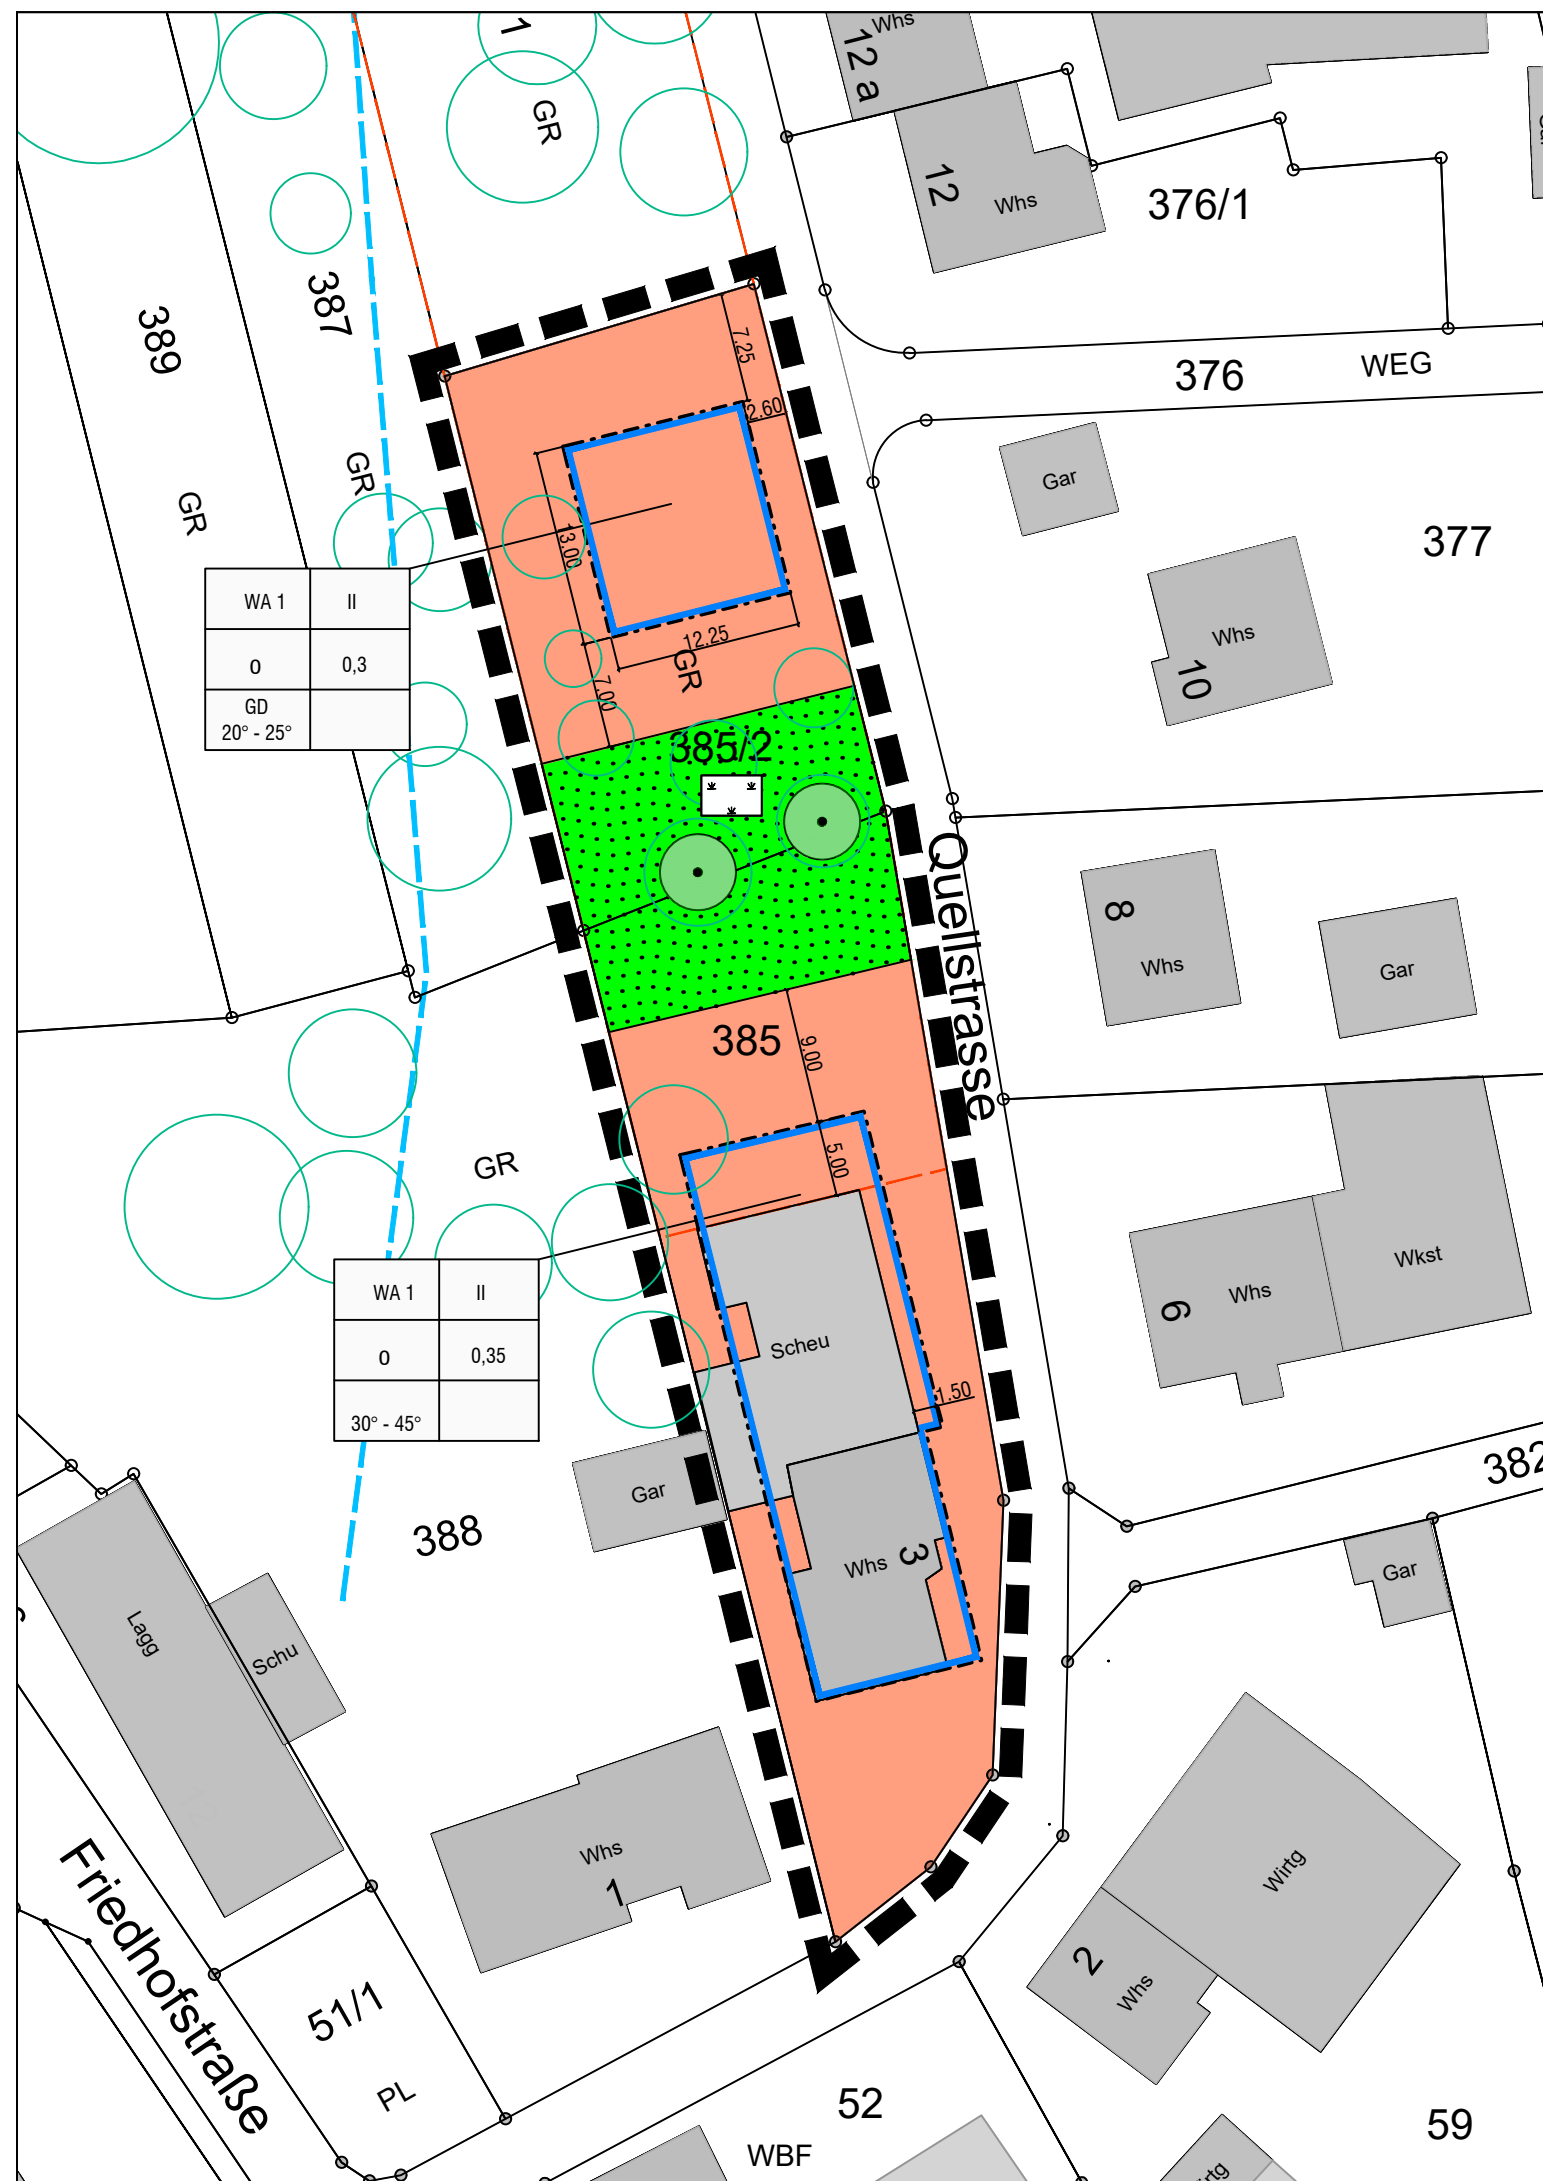 Whs
12 a
1
GR
12
Whs
376/1
387
389
7.25
376
WEG
2.60
GR
GR
Gar
13.00
377
WA 1
II
o
0,3
GD
20° - 25°
12.25
GR
7.00
Whs
10
385/2
Quellstrasse
8
Whs
Gar
385
9.00
5.00
GR
WA 1
II
o
0,35
30° - 45°
Scheu
1.50
6
Whs
Wkst
Gar
388
Whs
3
382
Gar
Lagg
Schu
Whs
1
Wirtg
2
Whs
Friedhofstraße
51/1
PL
52
WBF
59